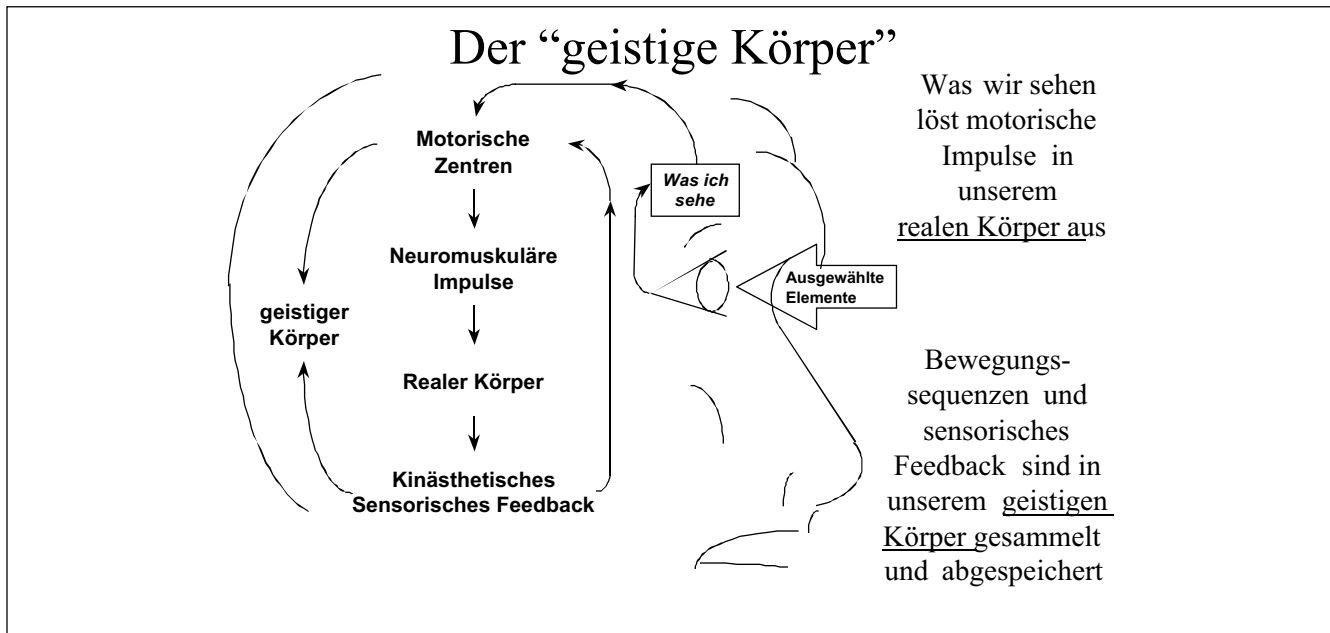 Der “geistige Körper”
Motorische
Zentren
Neuromuskuläre
Impulse
geistiger
Körper
Realer Körper
Kinästhetisches
Sensorisches Feedback
Was ich
sehe
Ausgewählte
Elemente
Was wir sehen
löst motorische
Impulse in
unserem
realen Körper aus
Bewegungs-
sequenzen und
sensorisches
Feedback sind in
unserem geistigen
Körper gesammelt
und abgespeichert